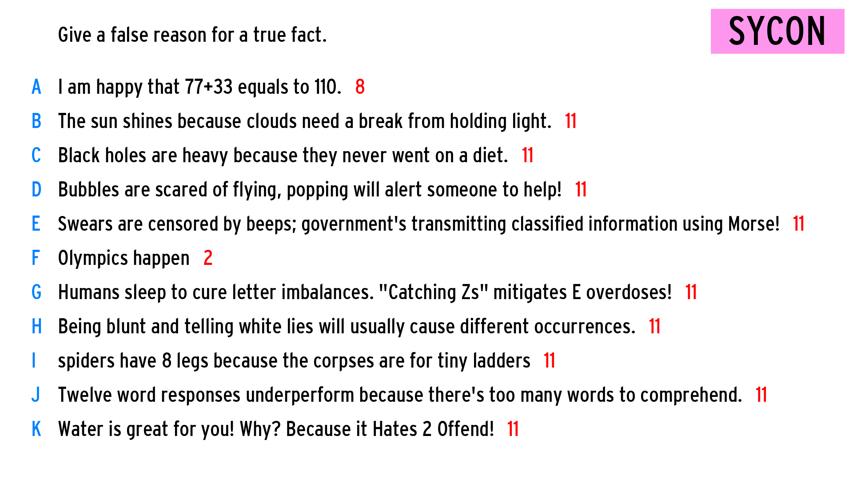 Give a false reason for a true fact.
SYCON
A I am happy that 77+33 equals to 110. 8
B The sun shines because clouds need a break from holding light. 11
C Black holes are heavy because they never went on a diet. 11
D Bubbles are scared of flying, popping will alert someone to help! 11
E Swears are censored by beeps; government's transmitting classified information using Morse! 11
F Olympics happen 2
G Humans sleep to cure letter imbalances. "Catching Zs" mitigates E overdoses! 11
H Being blunt and telling white lies will usually cause different occurrences. 11
I spiders have 8 legs because the corpses are for tiny ladders 11
J Twelve word responses underperform because there's too many words to comprehend. 11
K Water is great for you! Why? Because it Hates 2 Offend! 11